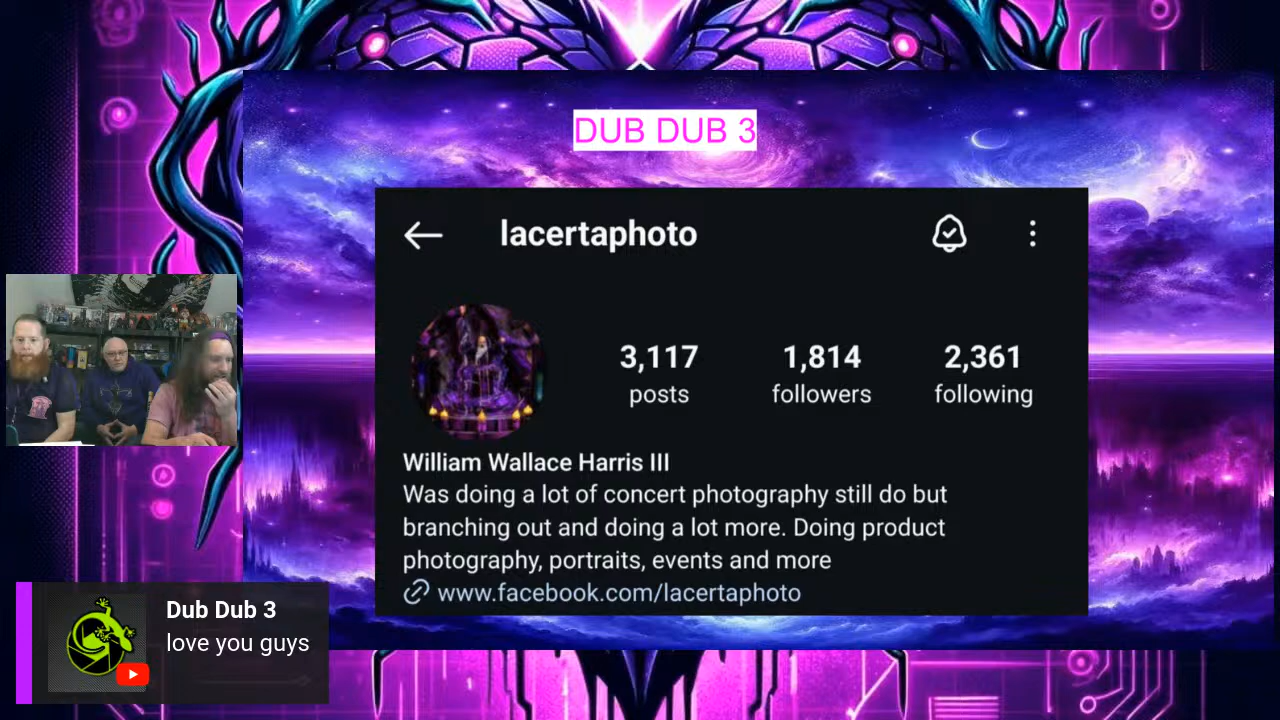 DUB DUB 3
lacertaphoto
3,117
posts
1,814
followers
2,361
following
William Wallace Harris III
Was doing a lot of concert photography still do but
branching out and doing a lot more. Doing product
photography, portraits, events and more
www.facebook.com/lacertaphoto
Dub Dub 3
love you guys